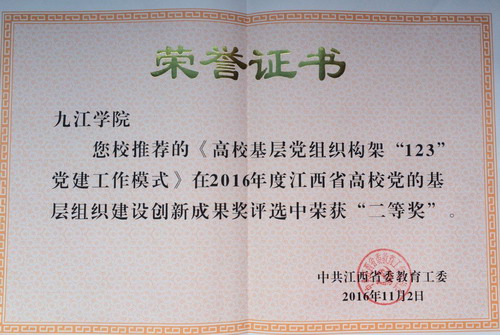 荣誉证书
九江学院
您校推荐的《高校基层党组织构架“123”
党建工作模式》在2016年度江西省高校党的基
层组织建设创新成果奖评选中荣获“二等奖”。
中共江西省委教育工委
2016年11月2日